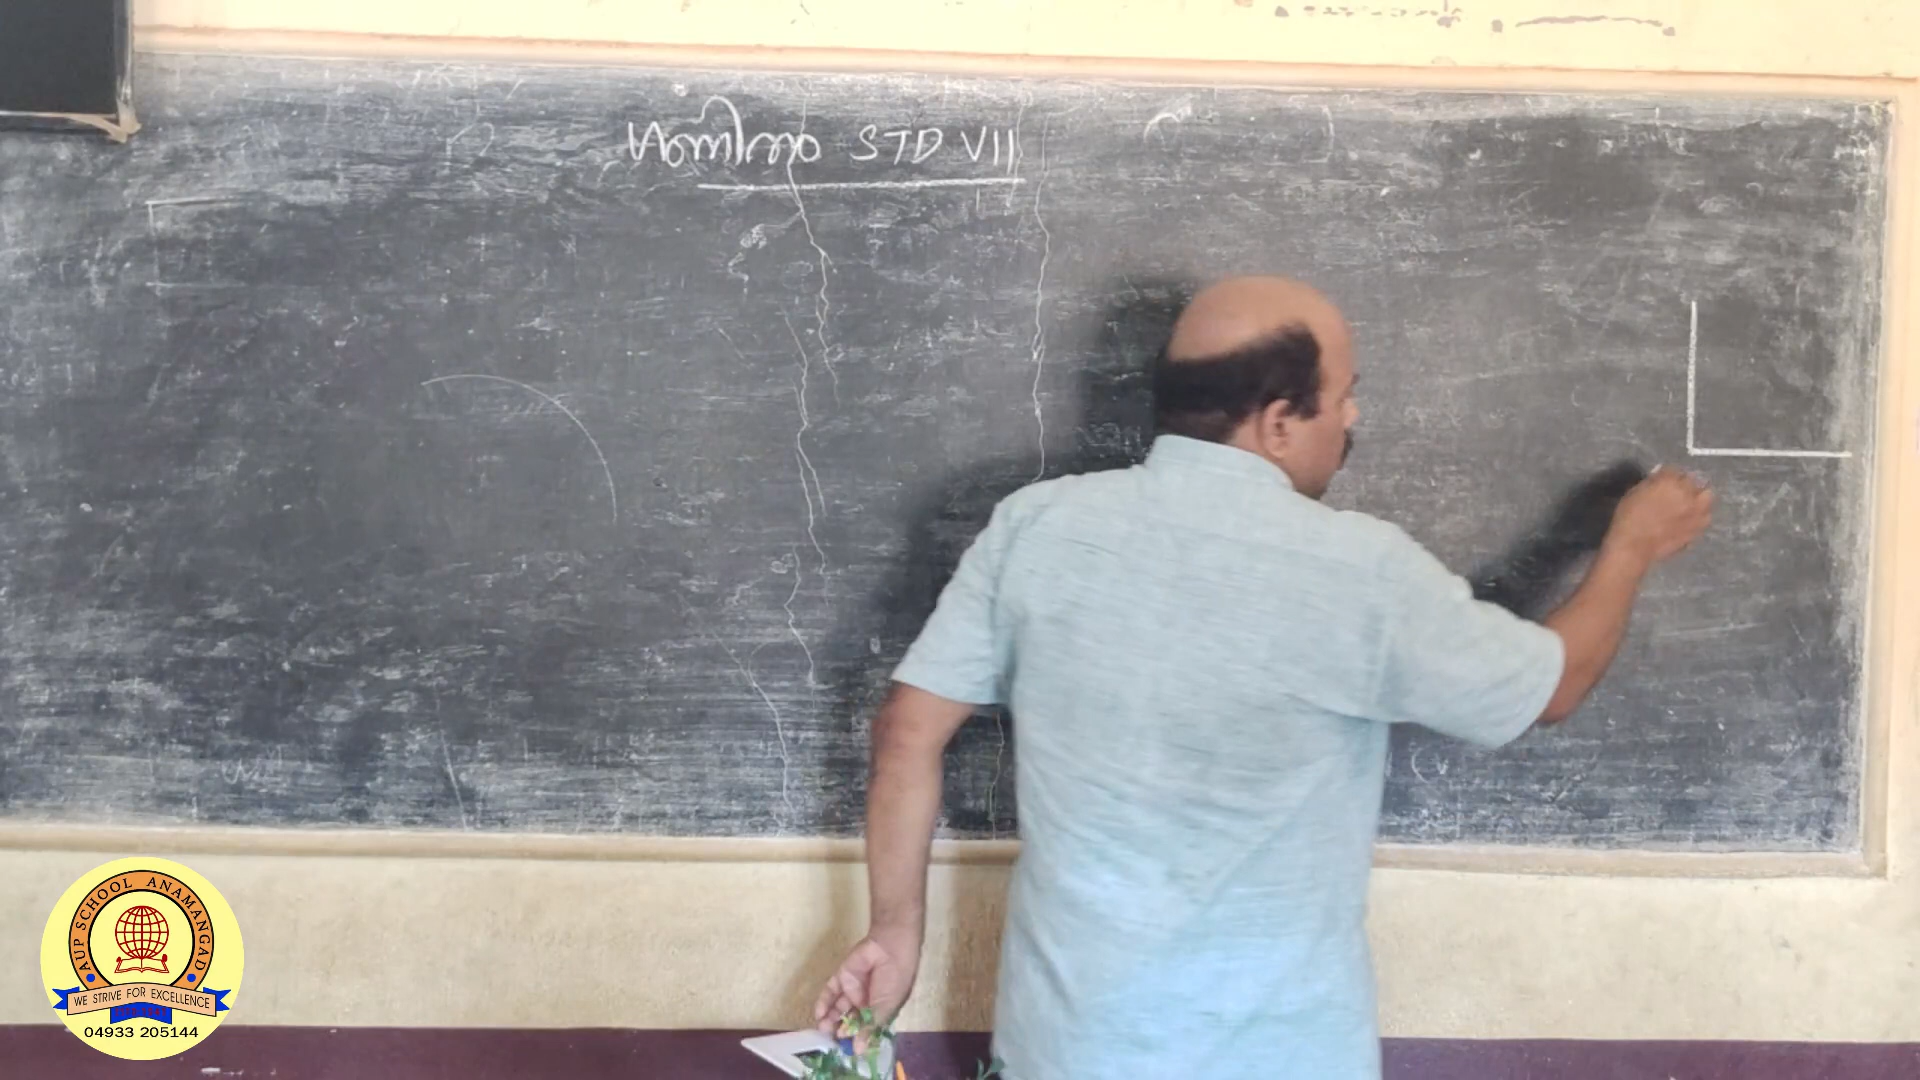 ഗണിതം STD VII
AUP SCHOOL ANAMANGAD
WE STRIVE FOR EXCELLENCE
04933 205144